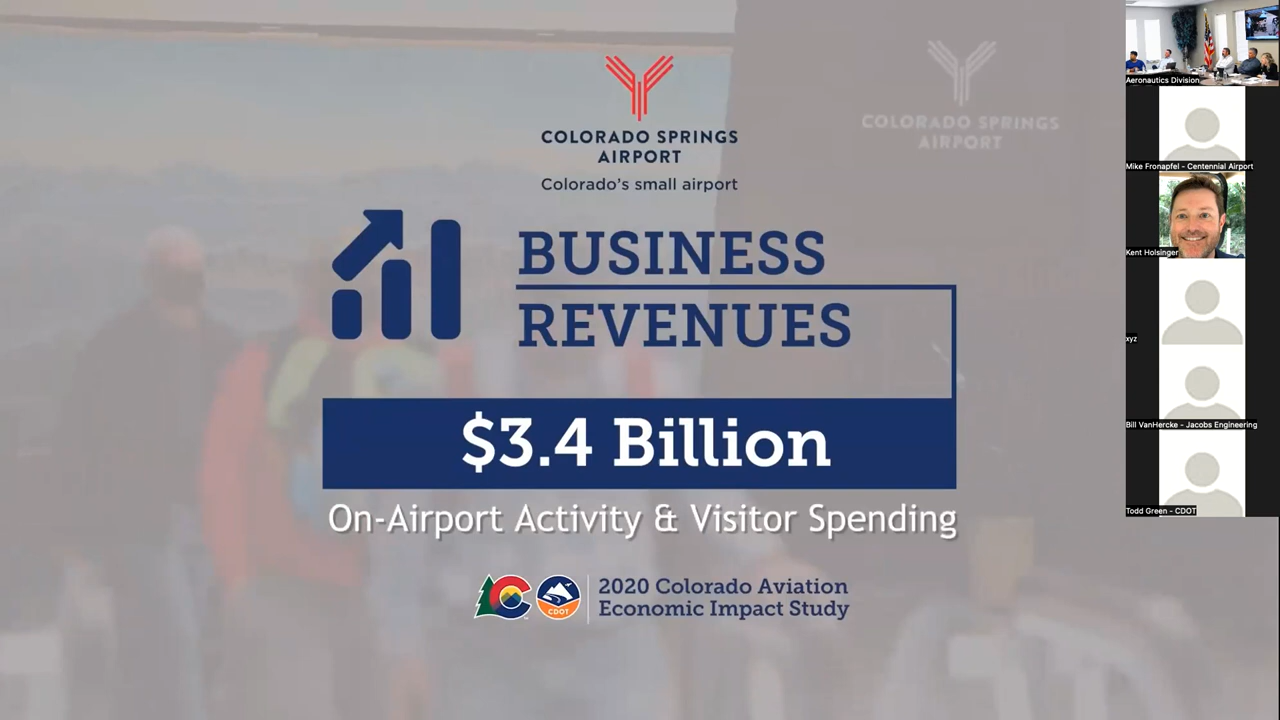 COLORADO SPRINGS
AIRPORT
Colorado's small airport
COLORADO SPRINGS
AIRPORT
BUSINESS
REVENUES
$3.4 Billion
On-Airport Activity & Visitor Spending
CDOT
2020 Colorado Aviation
Economic Impact Study
Aeronautics Division
Mike Fronapfel - Centennial Airport
Kent Holsinger
xyz
Bill VanHercke - Jacobs Engineering
Todd Green - CDOT